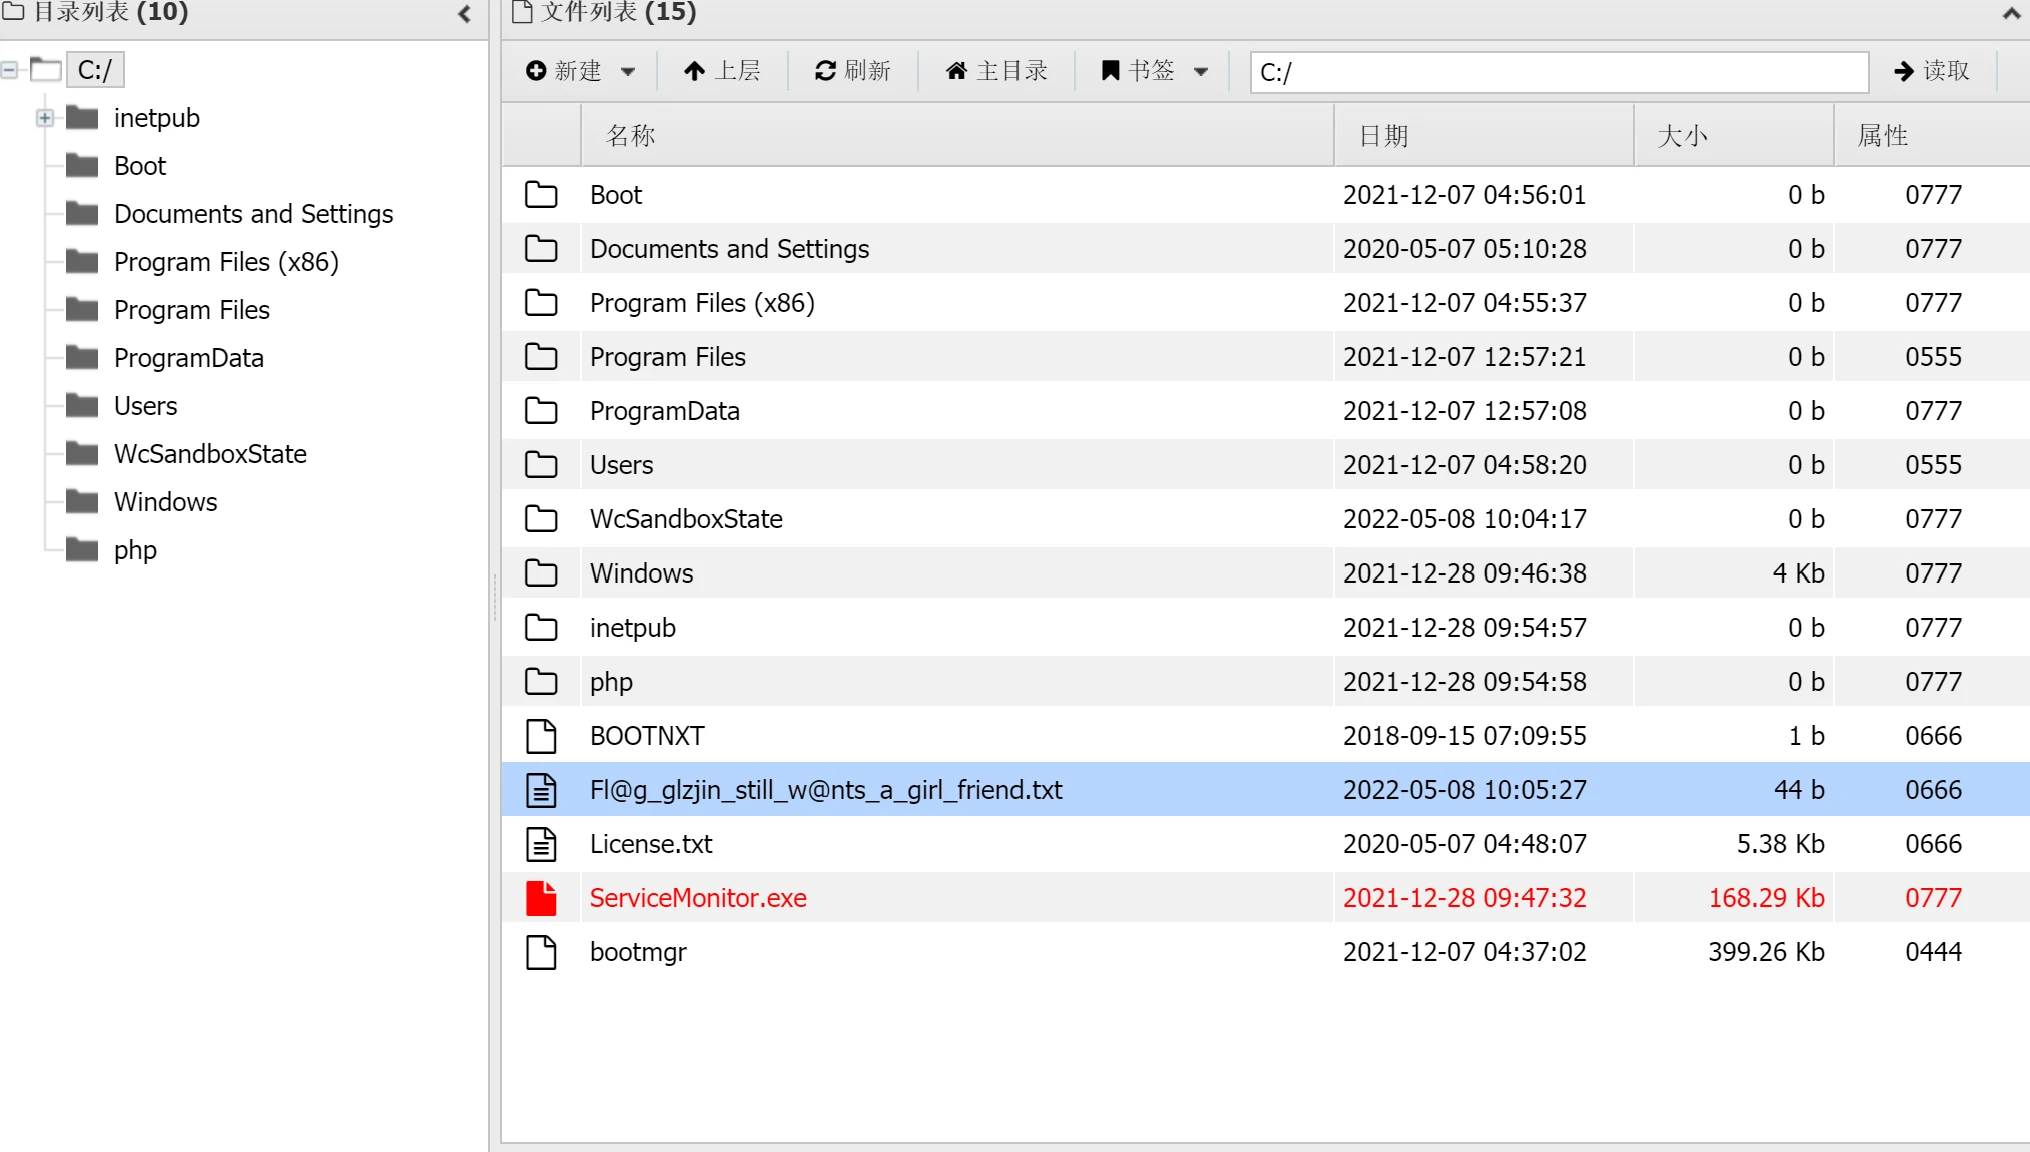 目录列表 (10)
C:/
inetpub
Boot
Documents and Settings
Program Files (x86)
Program Files
ProgramData
Users
WcSandboxState
Windows
php
文件列表 (15)
新建 上层 刷新 主目录 书签 C:/ 读取
名称 日期 大小 属性
Boot 2021-12-07 04:56:01 0 b 0777
Documents and Settings 2020-05-07 05:10:28 0 b 0777
Program Files (x86) 2021-12-07 04:55:37 0 b 0777
Program Files 2021-12-07 12:57:21 0 b 0555
ProgramData 2021-12-07 12:57:08 0 b 0777
Users 2021-12-07 04:58:20 0 b 0555
WcSandboxState 2022-05-08 10:04:17 0 b 0777
Windows 2021-12-28 09:46:38 4 Kb 0777
inetpub 2021-12-28 09:54:57 0 b 0777
php 2021-12-28 09:54:58 0 b 0777
BOOTNXT 2018-09-15 07:09:55 1 b 0666
Fl@g_glzjin_still_w@nts_a_girl_friend.txt 2022-05-08 10:05:27 44 b 0666
License.txt 2020-05-07 04:48:07 5.38 Kb 0666
ServiceMonitor.exe 2021-12-28 09:47:32 168.29 Kb 0777
bootmgr 2021-12-07 04:37:02 399.26 Kb 0444